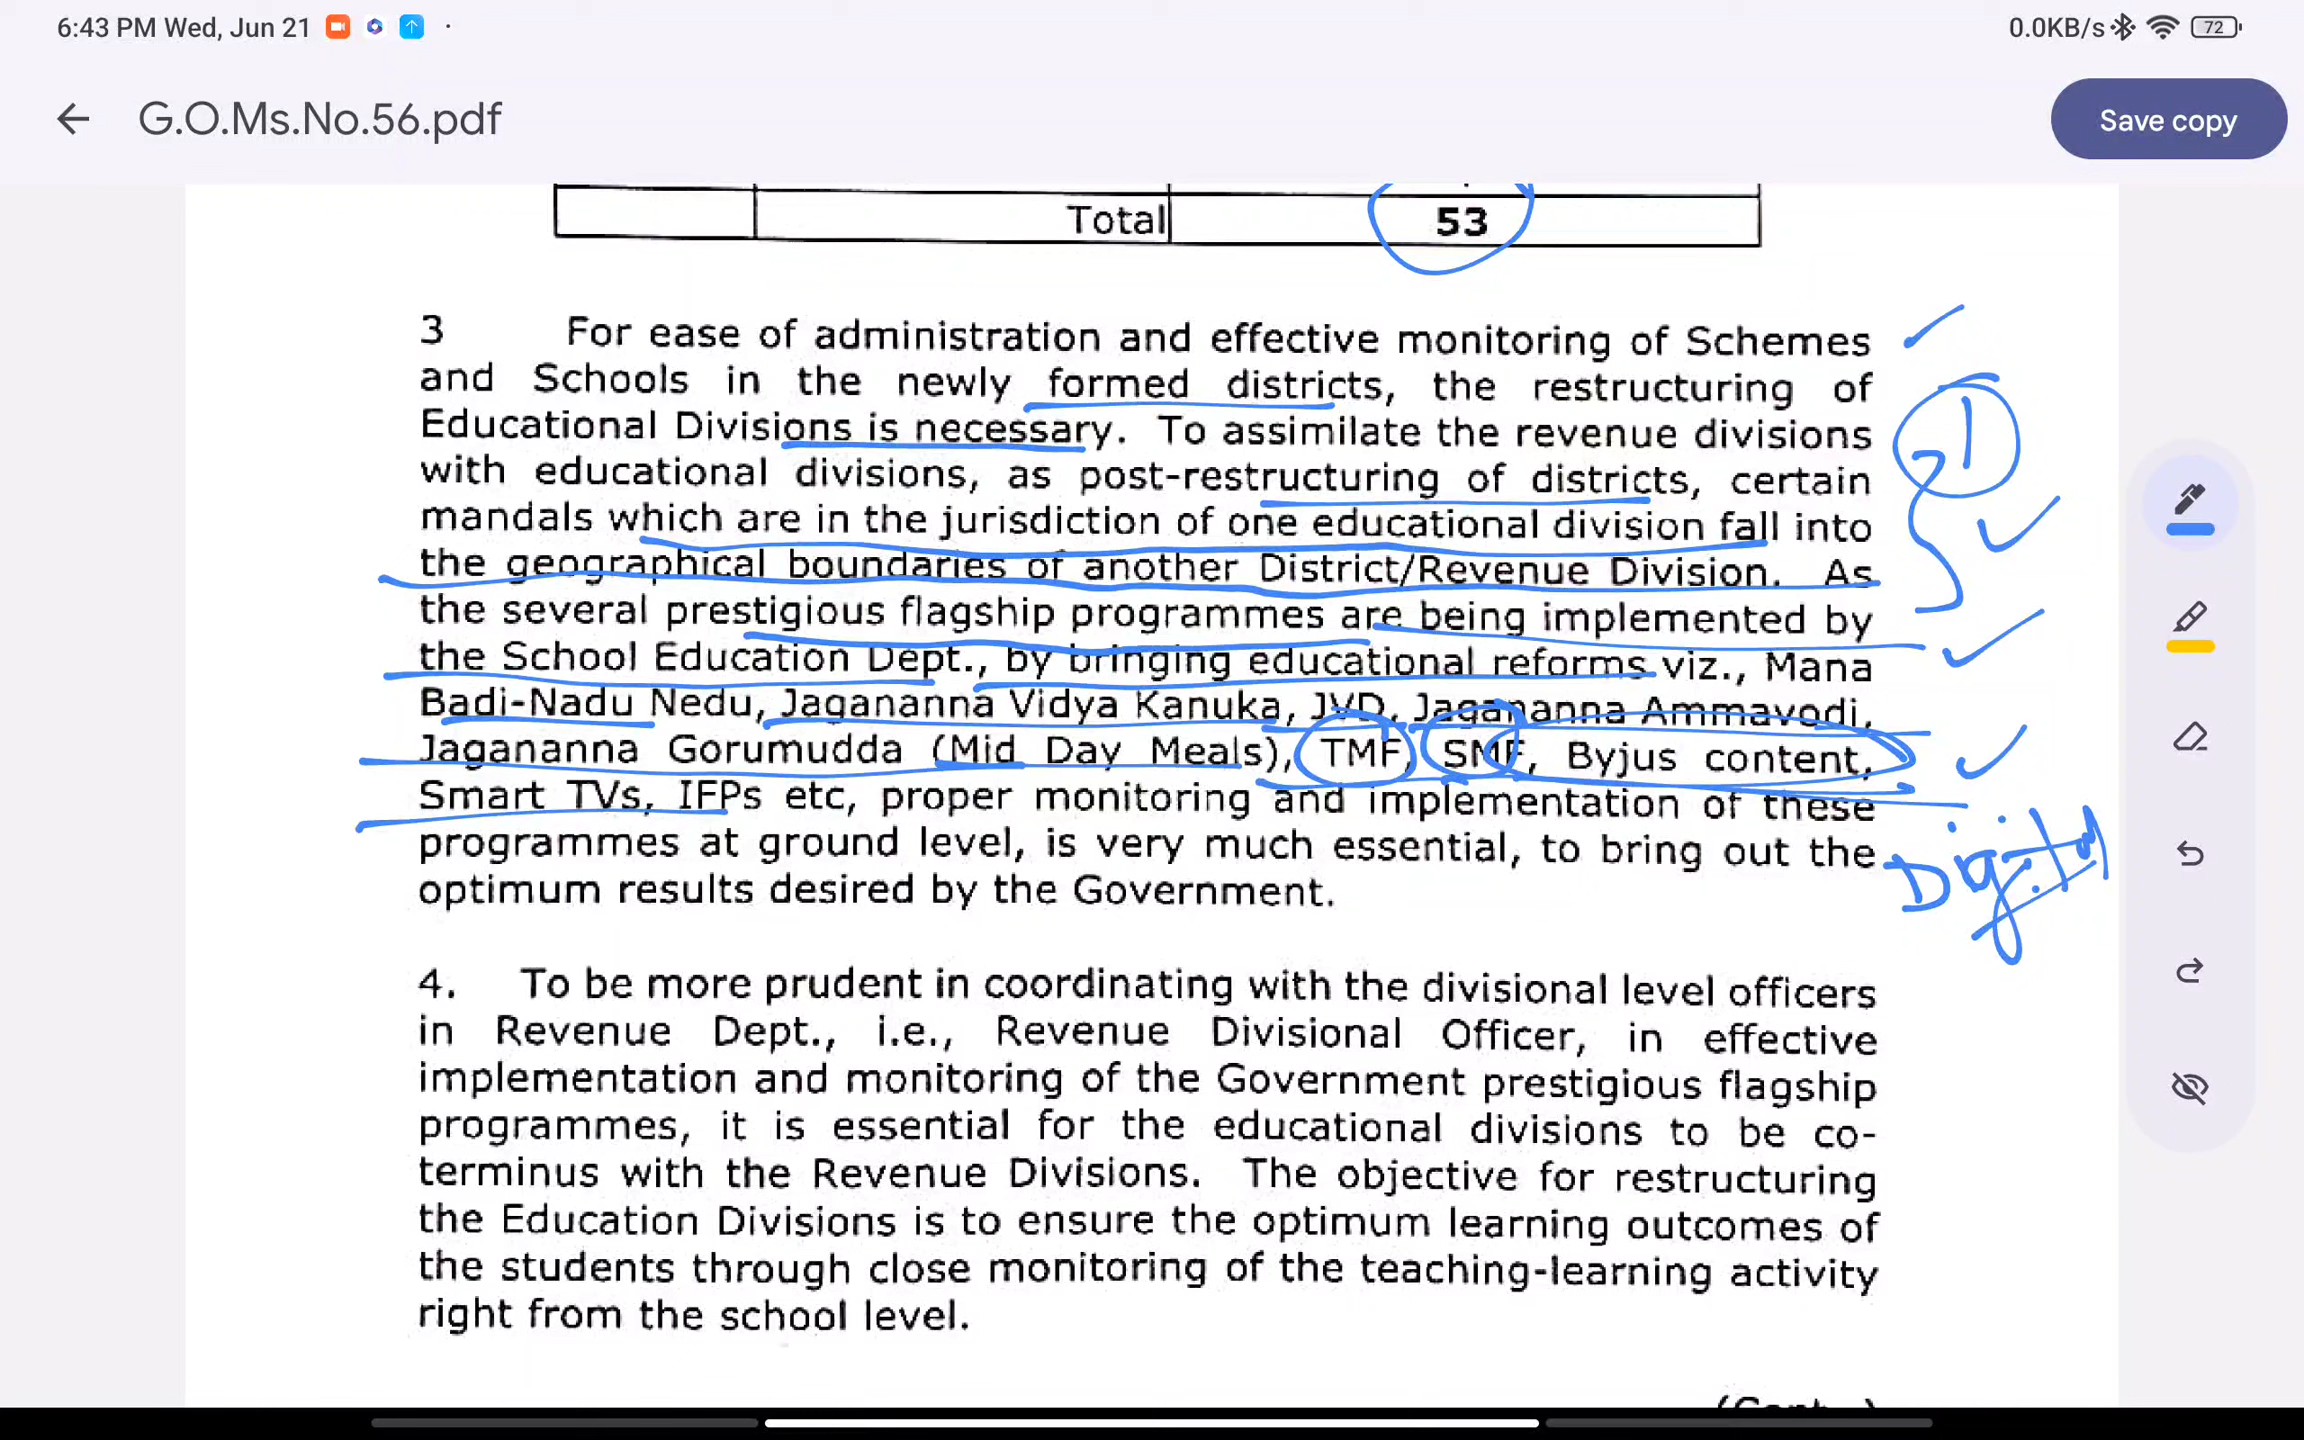 6:43 PM Wed, Jun 21
0.0KB/s 72
G.O.Ms.No.56.pdf
Save copy
Total 53
3 For ease of administration and effective monitoring of Schemes
and Schools in the newly formed districts, the restructuring of
Educational Divisions is necessary. To assimilate the revenue divisions
with educational divisions, as post-restructuring of districts, certain
mandals which are in the jurisdiction of one educational division fall into
the geographical boundaries of another District/Revenue Division. As
the several prestigious flagship programmes are being implemented by
the School Education Dept., by bringing educational reforms viz., Mana
Badi-Nadu Nedu, Jagananna Vidya Kanuka, JVD, Jagananna Ammavodi,
Jagananna Gorumudda (Mid Day Meals), TMF, SMF, Byjus content,
Smart TVs, IFPs etc, proper monitoring and implementation of these
programmes at ground level, is very much essential, to bring out the
optimum results desired by the Government.
1
Digital
4. To be more prudent in coordinating with the divisional level officers
in Revenue Dept., i.e., Revenue Divisional Officer, in effective
implementation and monitoring of the Government prestigious flagship
programmes, it is essential for the educational divisions to be co-
terminus with the Revenue Divisions. The objective for restructuring
the Education Divisions is to ensure the optimum learning outcomes of
the students through close monitoring of the teaching-learning activity
right from the school level.